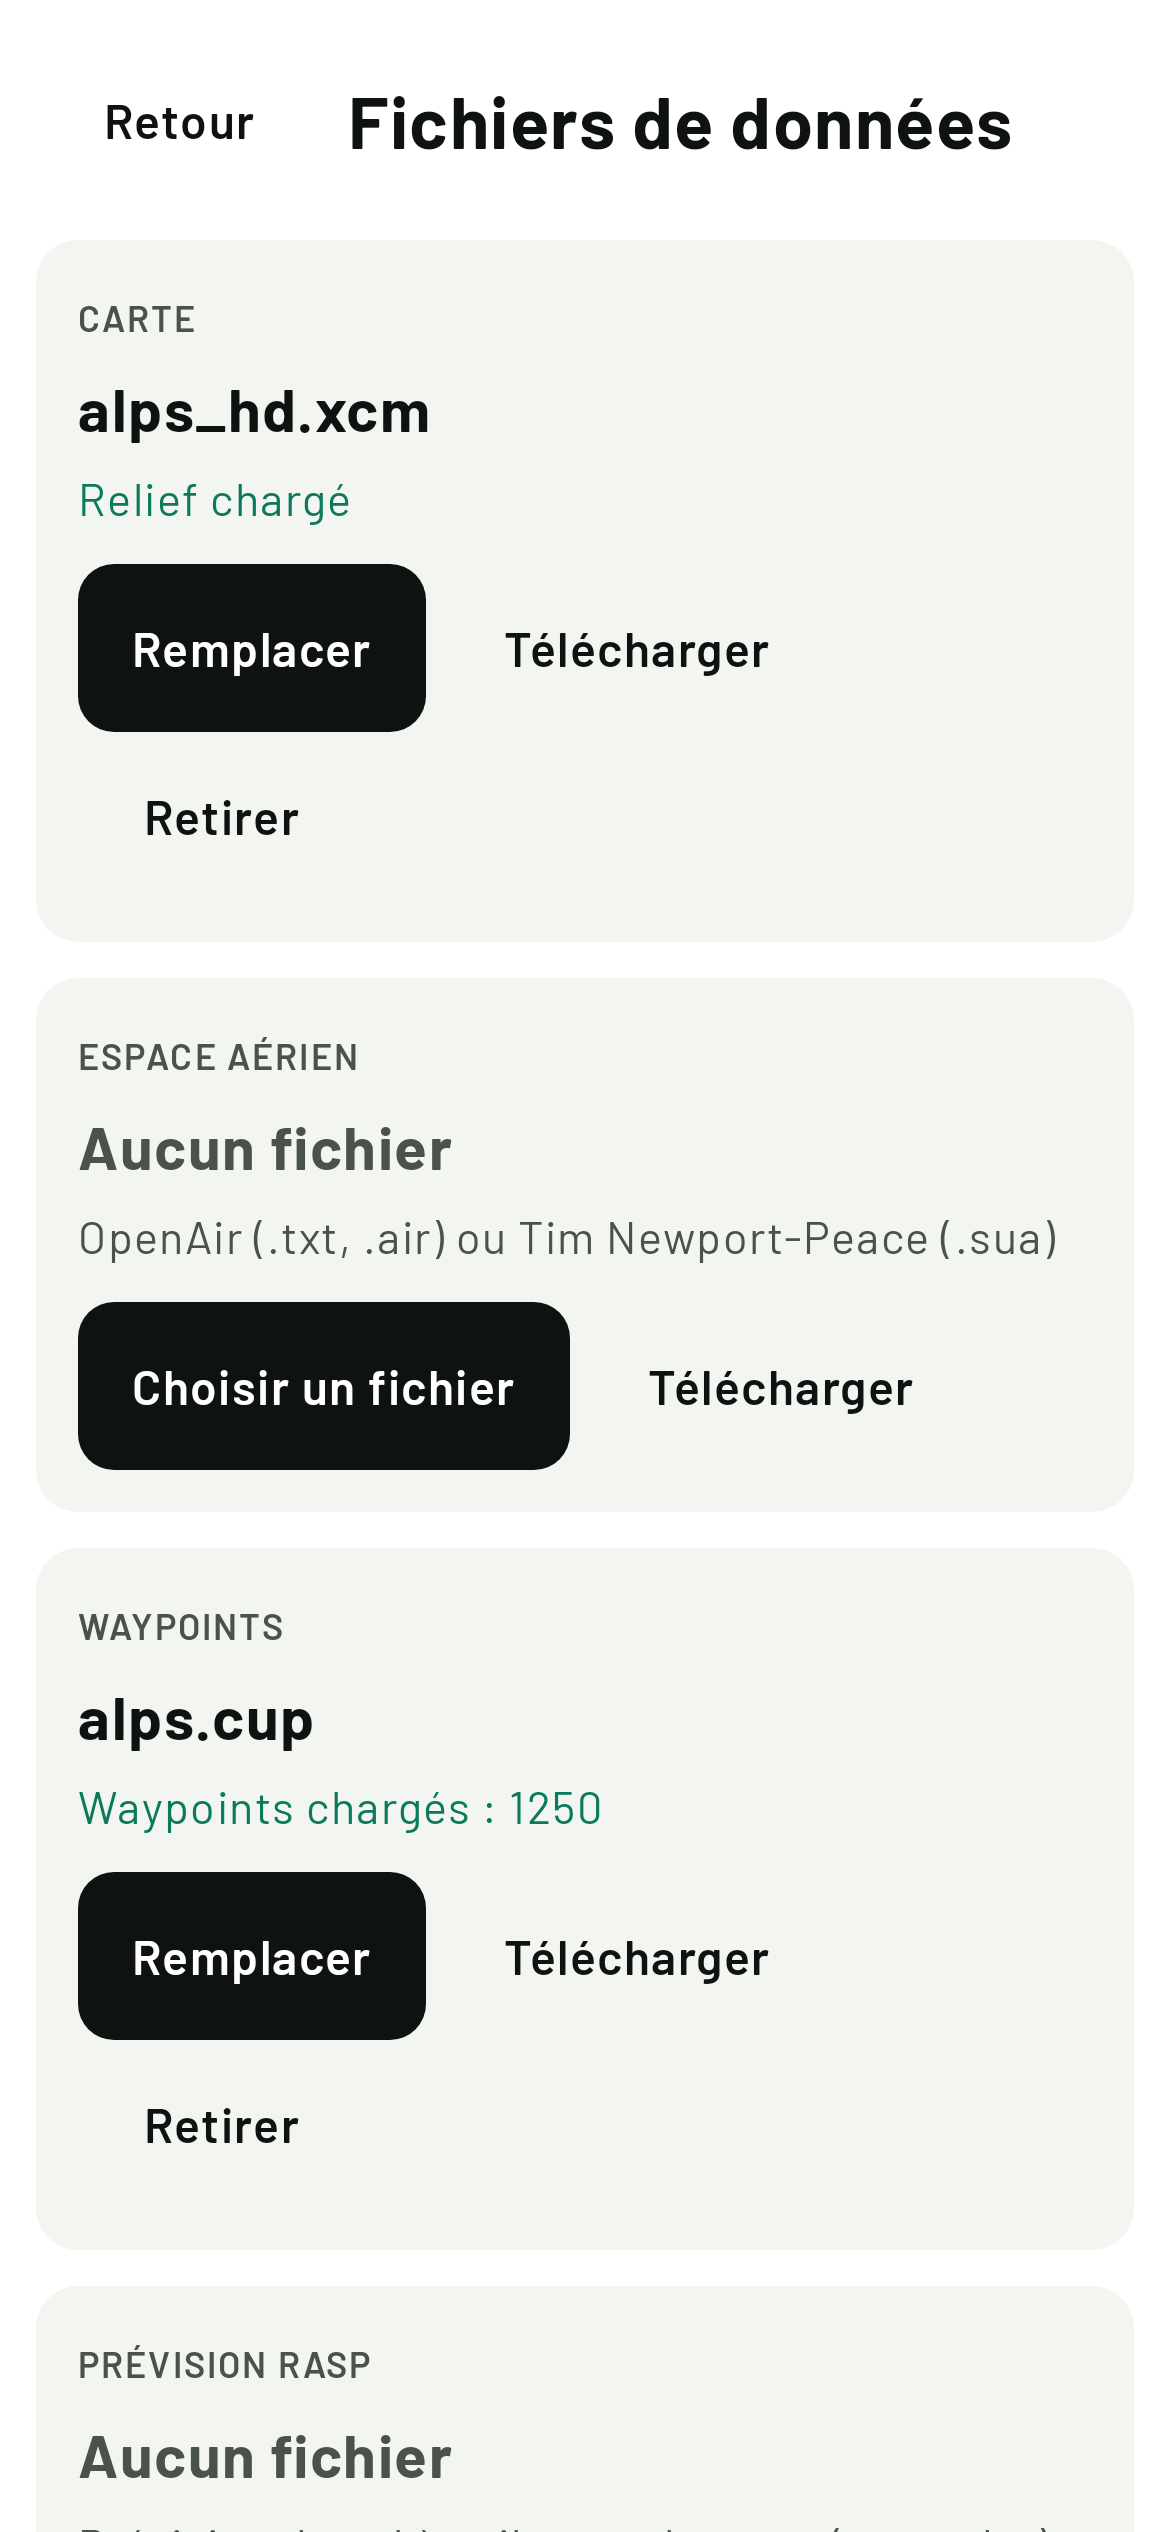 Retour
Fichiers de données
CARTE
alps_hd.xcm
Relief chargé
Remplacer
Télécharger
Retirer
ESPACE AÉRIEN
Aucun fichier
OpenAir (.txt, .air) ou Tim Newport-Peace (.sua)
Choisir un fichier
Télécharger
WAYPOINTS
alps.cup
Waypoints chargés : 1250
Remplacer
Télécharger
Retirer
PRÉVISION RASP
Aucun fichier